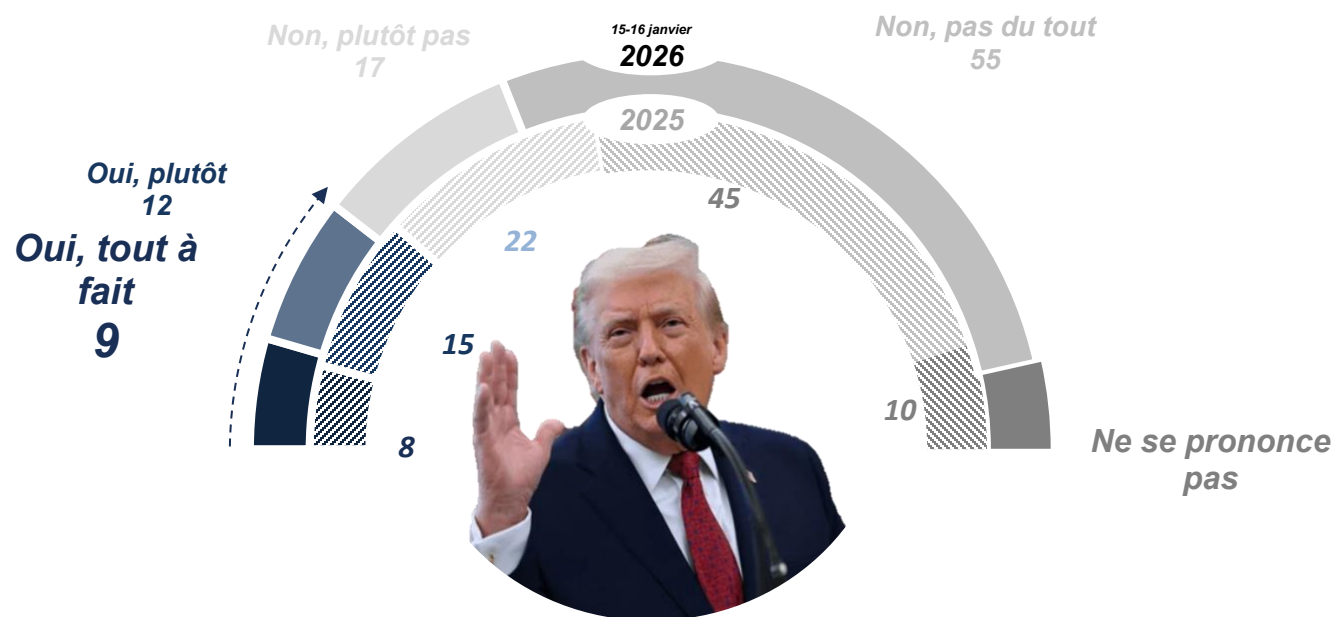 15-16 janvier
2026
Non, plutôt pas
17
Non, pas du tout
55
2025
Oui, plutôt
12
Oui, tout à
fait
9
45
22
15
8
10
Ne se prononce
pas